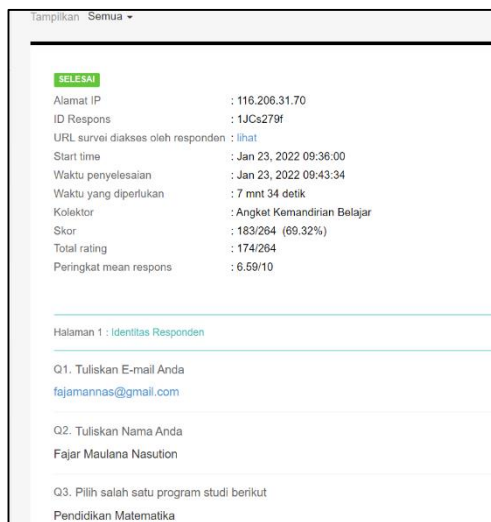 Tampilkan Semua
SELESAI
Alamat IP : 116.206.31.70
ID Respons : 1JCs279f
URL survei diakses oleh responden : lihat
Start time : Jan 23, 2022 09:36:00
Waktu penyelesaian : Jan 23, 2022 09:43:34
Waktu yang diperlukan : 7 mnt 34 detik
Kolektor : Angket Kemandirian Belajar
Skor : 183/264 (69.32%)
Total rating : 174/264
Peringkat mean respons : 6.59/10
Halaman 1 : Identitas Responden
Q1. Tuliskan E-mail Anda
fajamannas@gmail.com
Q2. Tuliskan Nama Anda
Fajar Maulana Nasution
Q3. Pilih salah satu program studi berikut
Pendidikan Matematika